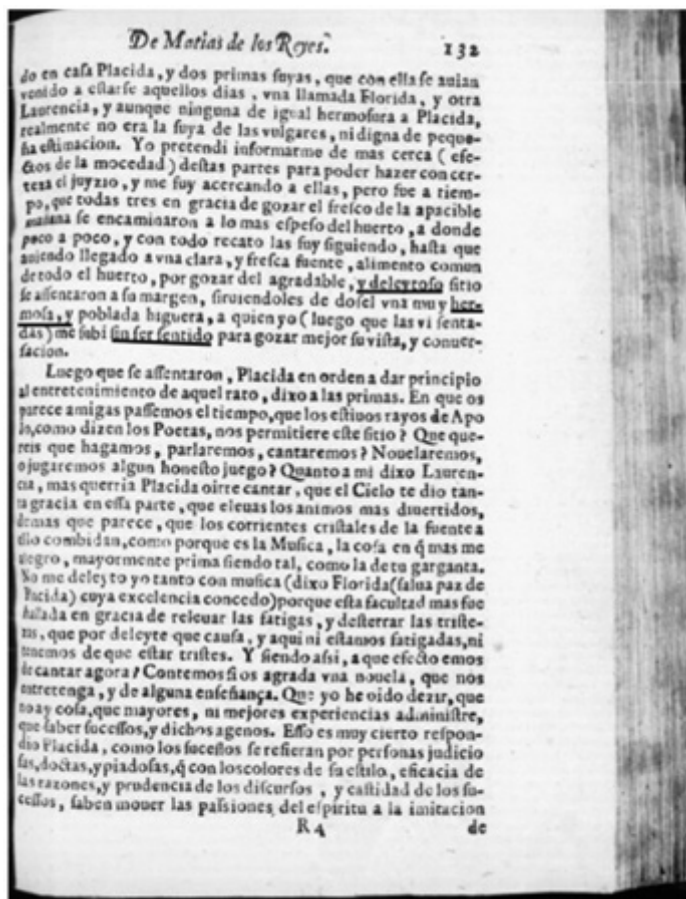 De Matias de los Reyes. 132
do en casa Placida, y dos primas suyas, que con ella se auian
venido a estarse aquellos dias, vna llamada Florida, y otra
Laurencia, y aunque ninguna de igual hermosura a Placida,
realmente no era la suya de las vulgares, ni digna de peque-
ña estimacion. Yo pretendi informarme de mas cerca (efe-
ctos de la mocedad) destas partes para poder hazer con cer-
teza el juyzio, y me fuy acercando a ellas, pero fue a tiem-
po, que todas tres en gracia de gozar el fresco de la apacible
mañana se encaminaron a lo mas espeso del huerto, a donde
poco a poco, y con todo recato las fuy siguiendo, hasta que
auiendo llegado a vna clara, y fresca fuente, alimento comun
de todo el huerto, por gozar del agradable, y deleytoso sitio
se assentaron a su margen, siruiendoles de dosel vna muy her-
mosa, y poblada higuera, a quien yo (luego que las vi senta-
das) me subi sin ser sentido para gozar mejor su vista, y conuer-
sacion.
Luego que se assentaron, Placida en orden a dar principio
al entretenimiento de aquel rato, dixo a las primas. En que os
parece amigas passemos el tiempo, que los estiuos rayos de Apo
lo, como dizen los Poetas, nos permitiere este sitio? Que que-
reis que hagamos, parlaremos, cantaremos? Nouelaremos,
o jugaremos algun honesto juego? Quanto a mi dixo Lauren-
cia, mas querria Placida oirte cantar, que el Cielo te dio tan-
ta gracia en essa parte, que eleuas los animos mas diuertidos,
demas que parece, que los corrientes cristales de la fuente a
ello combidan, como porque es la Musica, la cosa en q̃ mas me
alegro, mayormente prima siendo tal, como la de tu garganta.
No me deleyto yo tanto con musica (dixo Florida (salua paz de
Placida) cuya excelencia concedo) porque esta facultad mas fue
hallada en gracia de releuar las fatigas, y desterrar las triste-
zas, que por deleyte que causa, y aqui ni estamos fatigadas, ni
tenemos de que estar tristes. Y siendo assi, a que efecto emos
de cantar agora? Contemos si os agrada vna nouela, que nos
entretenga, y de alguna enseñança. Que yo he oido dezir, que
no ay cosa, que mayores, ni mejores experiencias administre,
que saber sucessos, y dichos agenos. Esso es muy cierto respon-
dio Placida, como los sucessos se refieran por personas judicio
sas, doctas, y piadosas, q̃ con los colores de su estilo, eficacia de
las razones, y prudencia de los discursos, y castidad de los su-
cessos, saben mouer las passiones del espiritu a la imitacion
R 4 de